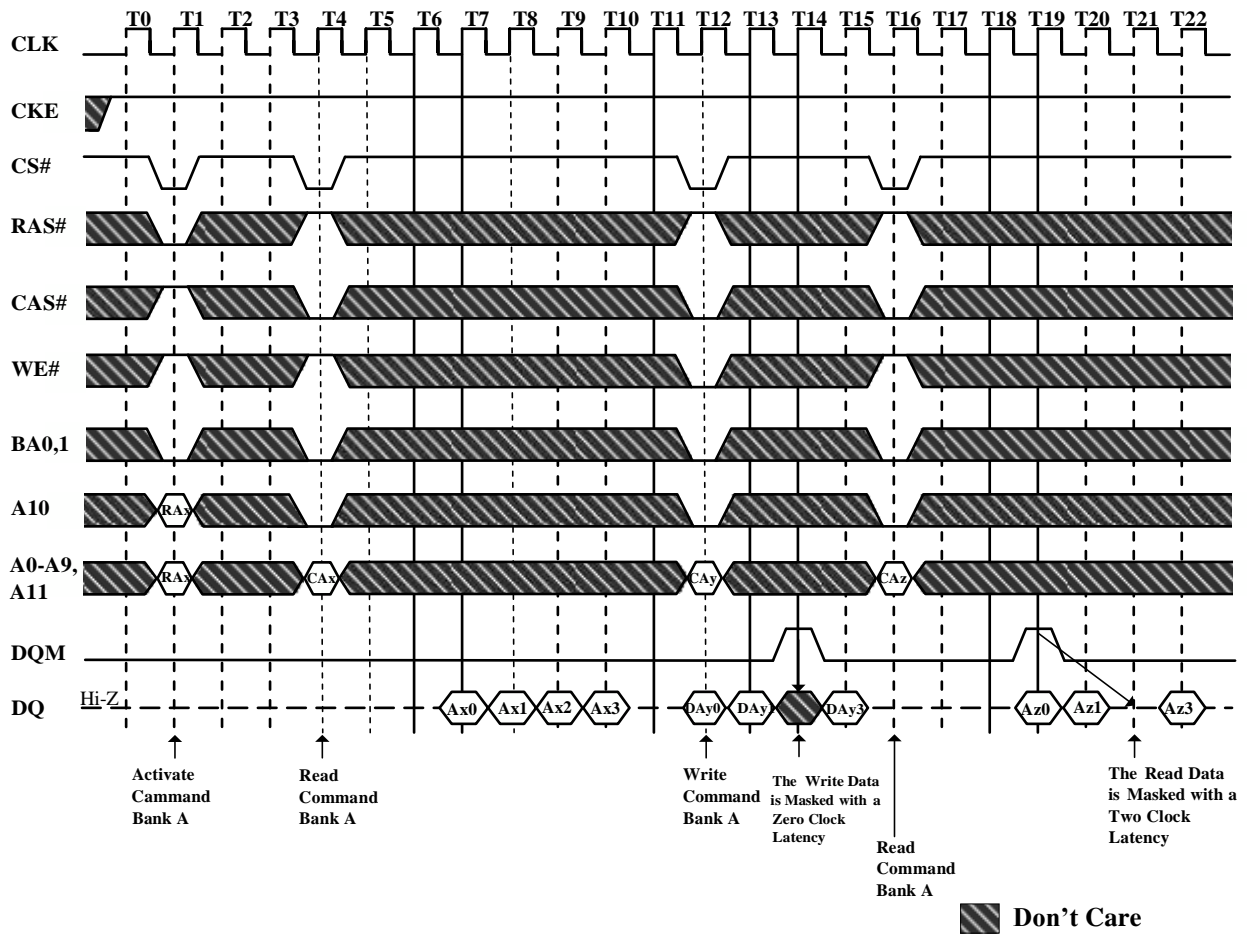 T0 T1 T2 T3 T4 T5 T6 T7 T8 T9 T10 T11 T12 T13 T14 T15 T16 T17 T18 T19 T20 T21 T22
CLK
CKE
CS#
RAS#
CAS#
WE#
BA0,1
A10
RAx
A0-A9,
A11
RAx CAx CAy CAz
DQM
Hi-Z
DQ
Ax0 Ax1 Ax2 Ax3 DAy0 DAy1 DAy3 Az0 Az1 Az3
Activate
Cammand
Bank A
Read
Command
Bank A
Write
Command
Bank A
The Write Data
is Masked with a
Zero Clock
Latency
Read
Command
Bank A
The Read Data
is Masked with a
Two Clock
Latency
Don't Care